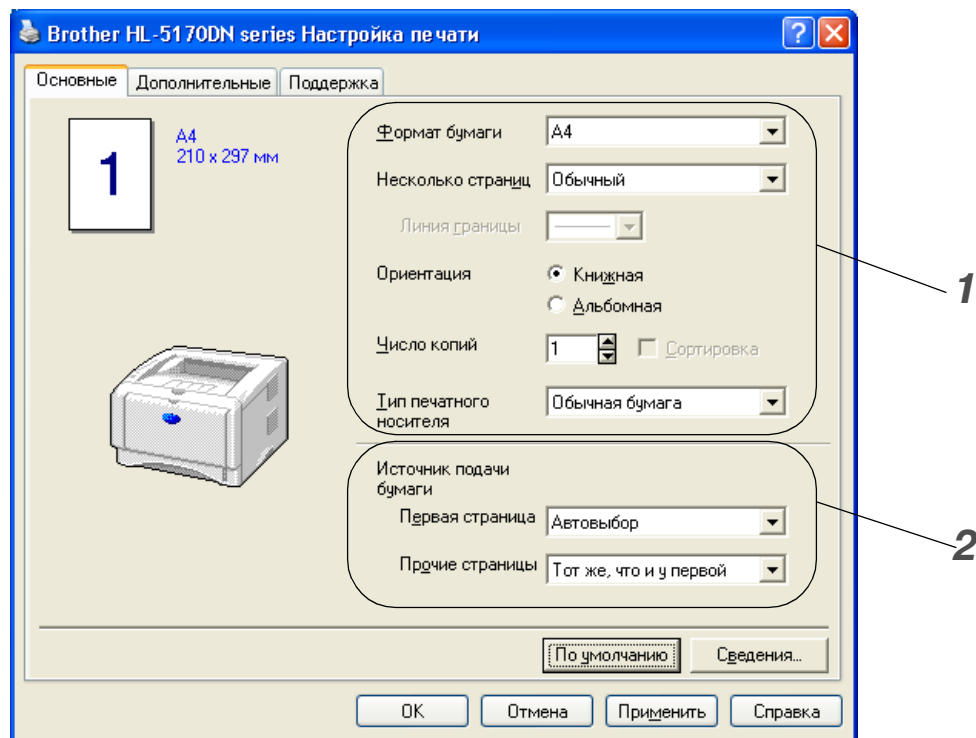 Brother HL-5170DN series Настройка печати
Основные Дополнительные Поддержка
1
A4
210 x 297 мм
Формат бумаги A4
Несколько страниц Обычный
Линия границы
Ориентация Книжная
Альбомная
Число копий 1 Сортировка
Тип печатного носителя Обычная бумага
1
Источник подачи бумаги
Первая страница Автовыбор
Прочие страницы Тот же, что и у первой
2
По умолчанию Сведения...
OK Отмена Применить Справка